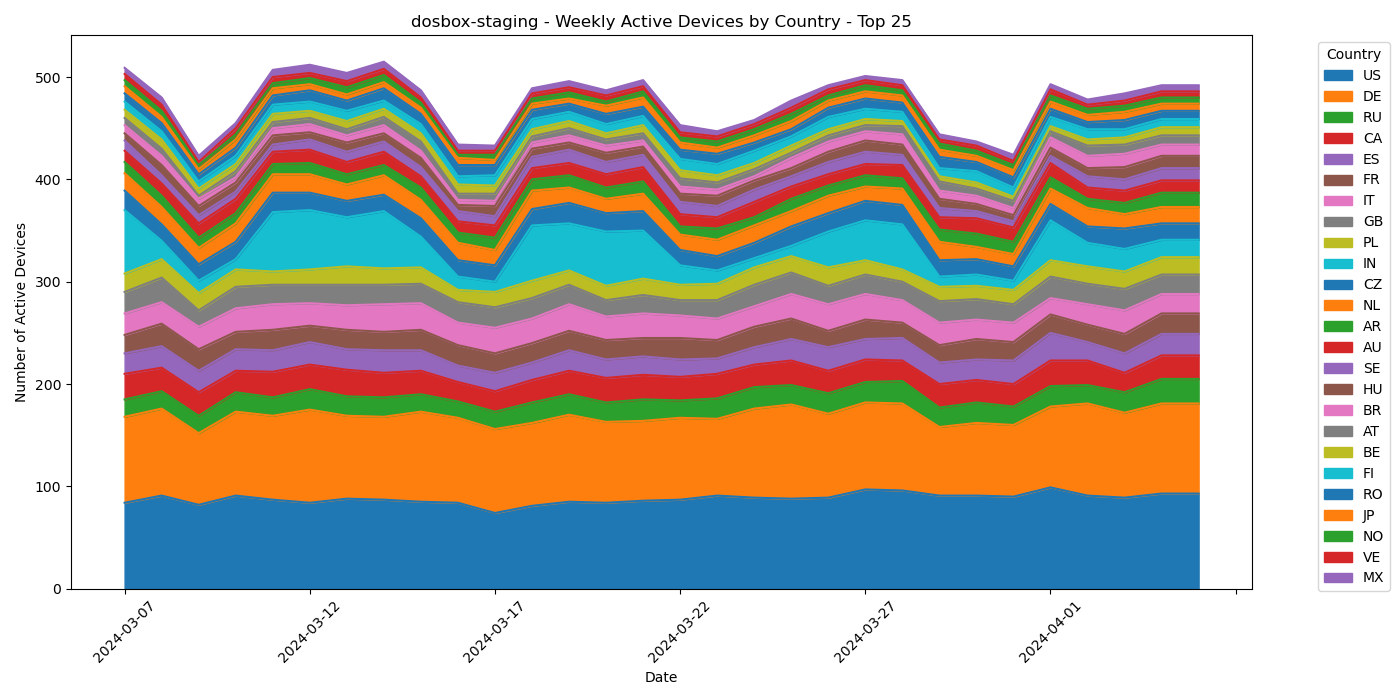 dosbox-staging - Weekly Active Devices by Country - Top 25
Number of Active Devices
500
400
300
200
100
0
2024-03-07
2024-03-12
2024-03-17
2024-03-22
2024-03-27
2024-04-01
Date
Country
US
DE
RU
CA
ES
FR
IT
GB
PL
IN
CZ
NL
AR
AU
SE
HU
BR
AT
BE
FI
RO
JP
NO
VE
MX